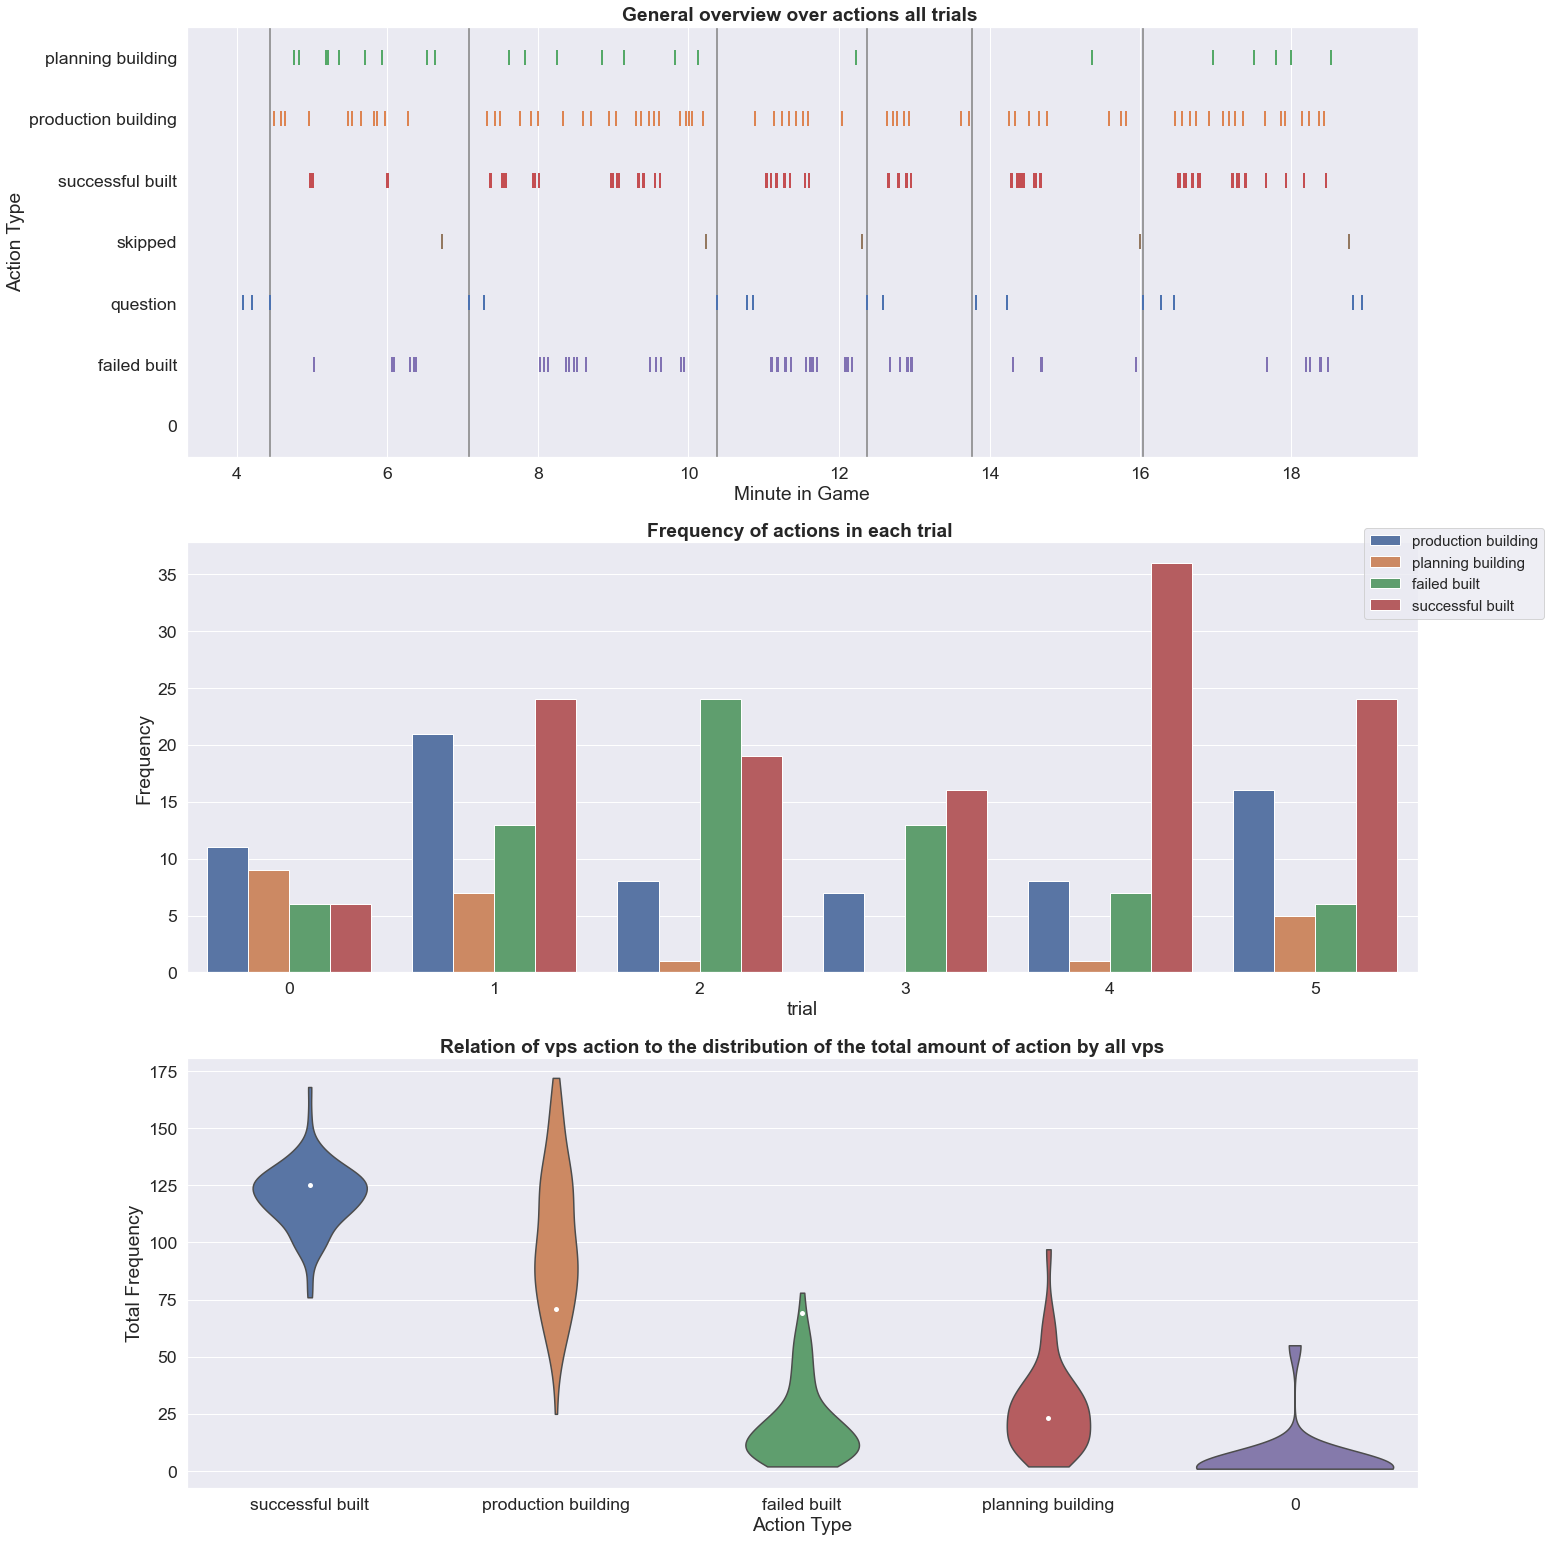 General overview over actions all trials
planning building
production building
successful built
skipped
question
failed built
0
Action Type
4 6 8 10 12 14 16 18
Minute in Game
Frequency of actions in each trial
production building
planning building
failed built
successful built
35
30
25
20
15
10
5
0
Frequency
0 1 2 3 4 5
trial
Relation of vps action to the distribution of the total amount of action by all vps
175
150
125
100
75
50
25
0
Total Frequency
successful built production building failed built planning building 0
Action Type